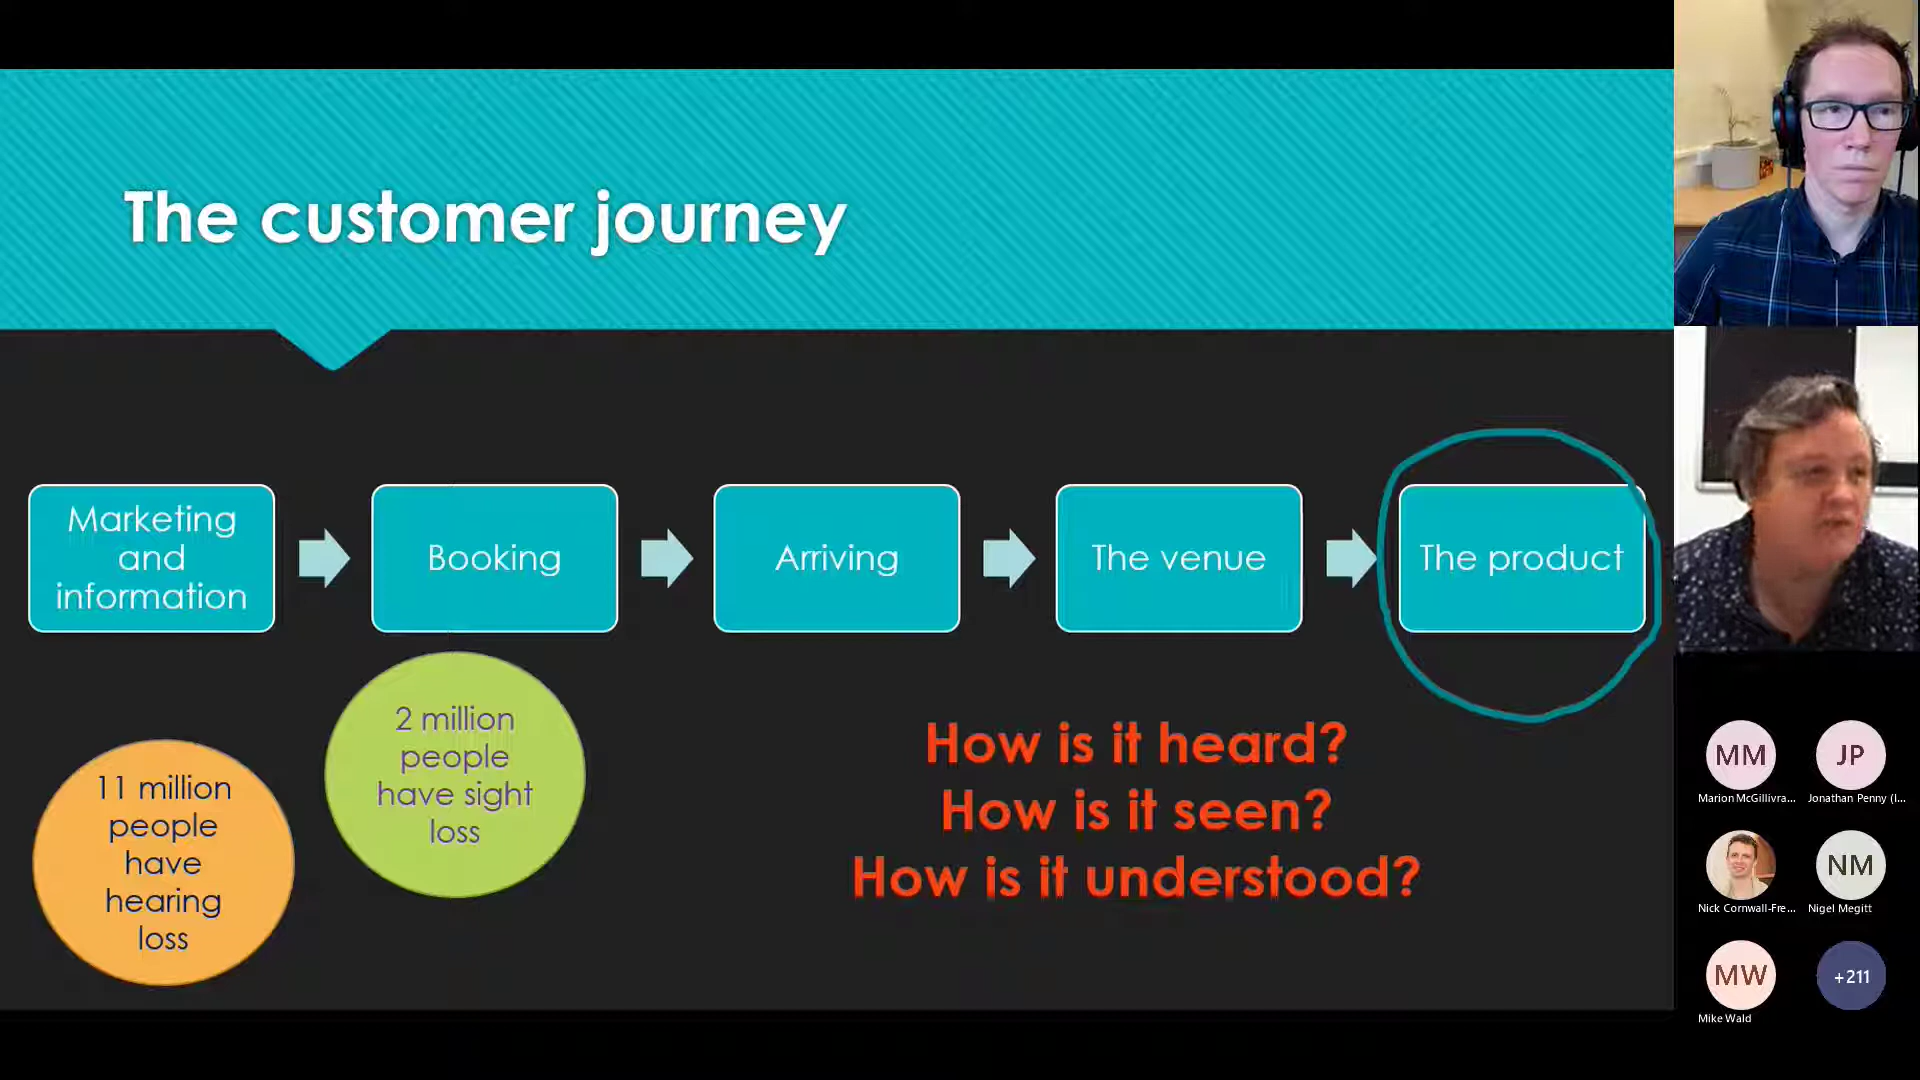 The customer journey
Marketing
and
information
Booking
Arriving
The venue
The product
2 million
people
have sight
loss
11 million
people
have
hearing
loss
How is it heard?
How is it seen?
How is it understood?
MM
JP
Marion McGillivra...
Jonathan Penny (I...
NM
Nick Cornwall-Fre...
Nigel Megitt
MW
+211
Mike Wald